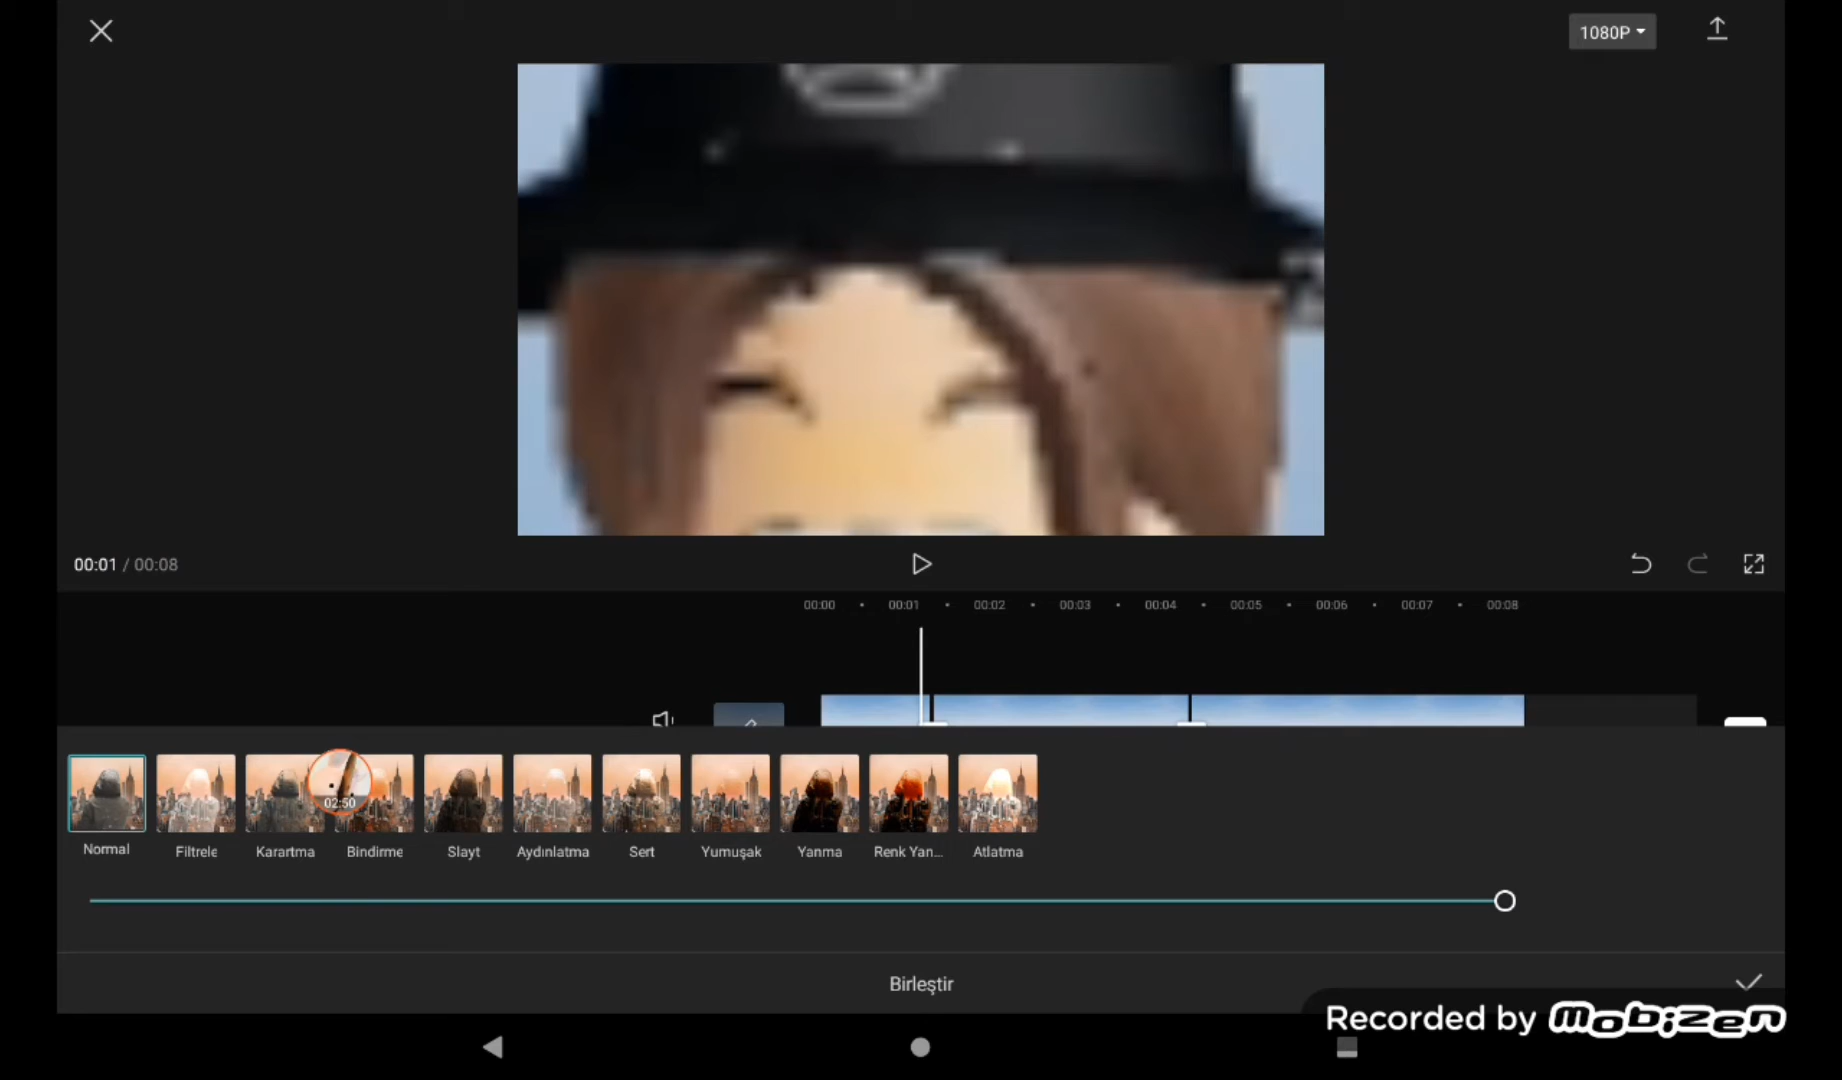 1080P
00:01 / 00:08
00:00 00:01 00:02 00:03 00:04 00:05 00:06 00:07 00:08
02:50
Normal Filtrele Karartma Bindirme Slayt Aydınlatma Sert Yumuşak Yanma Renk Yan... Atlatma
Birleştir
Recorded by Mobizen